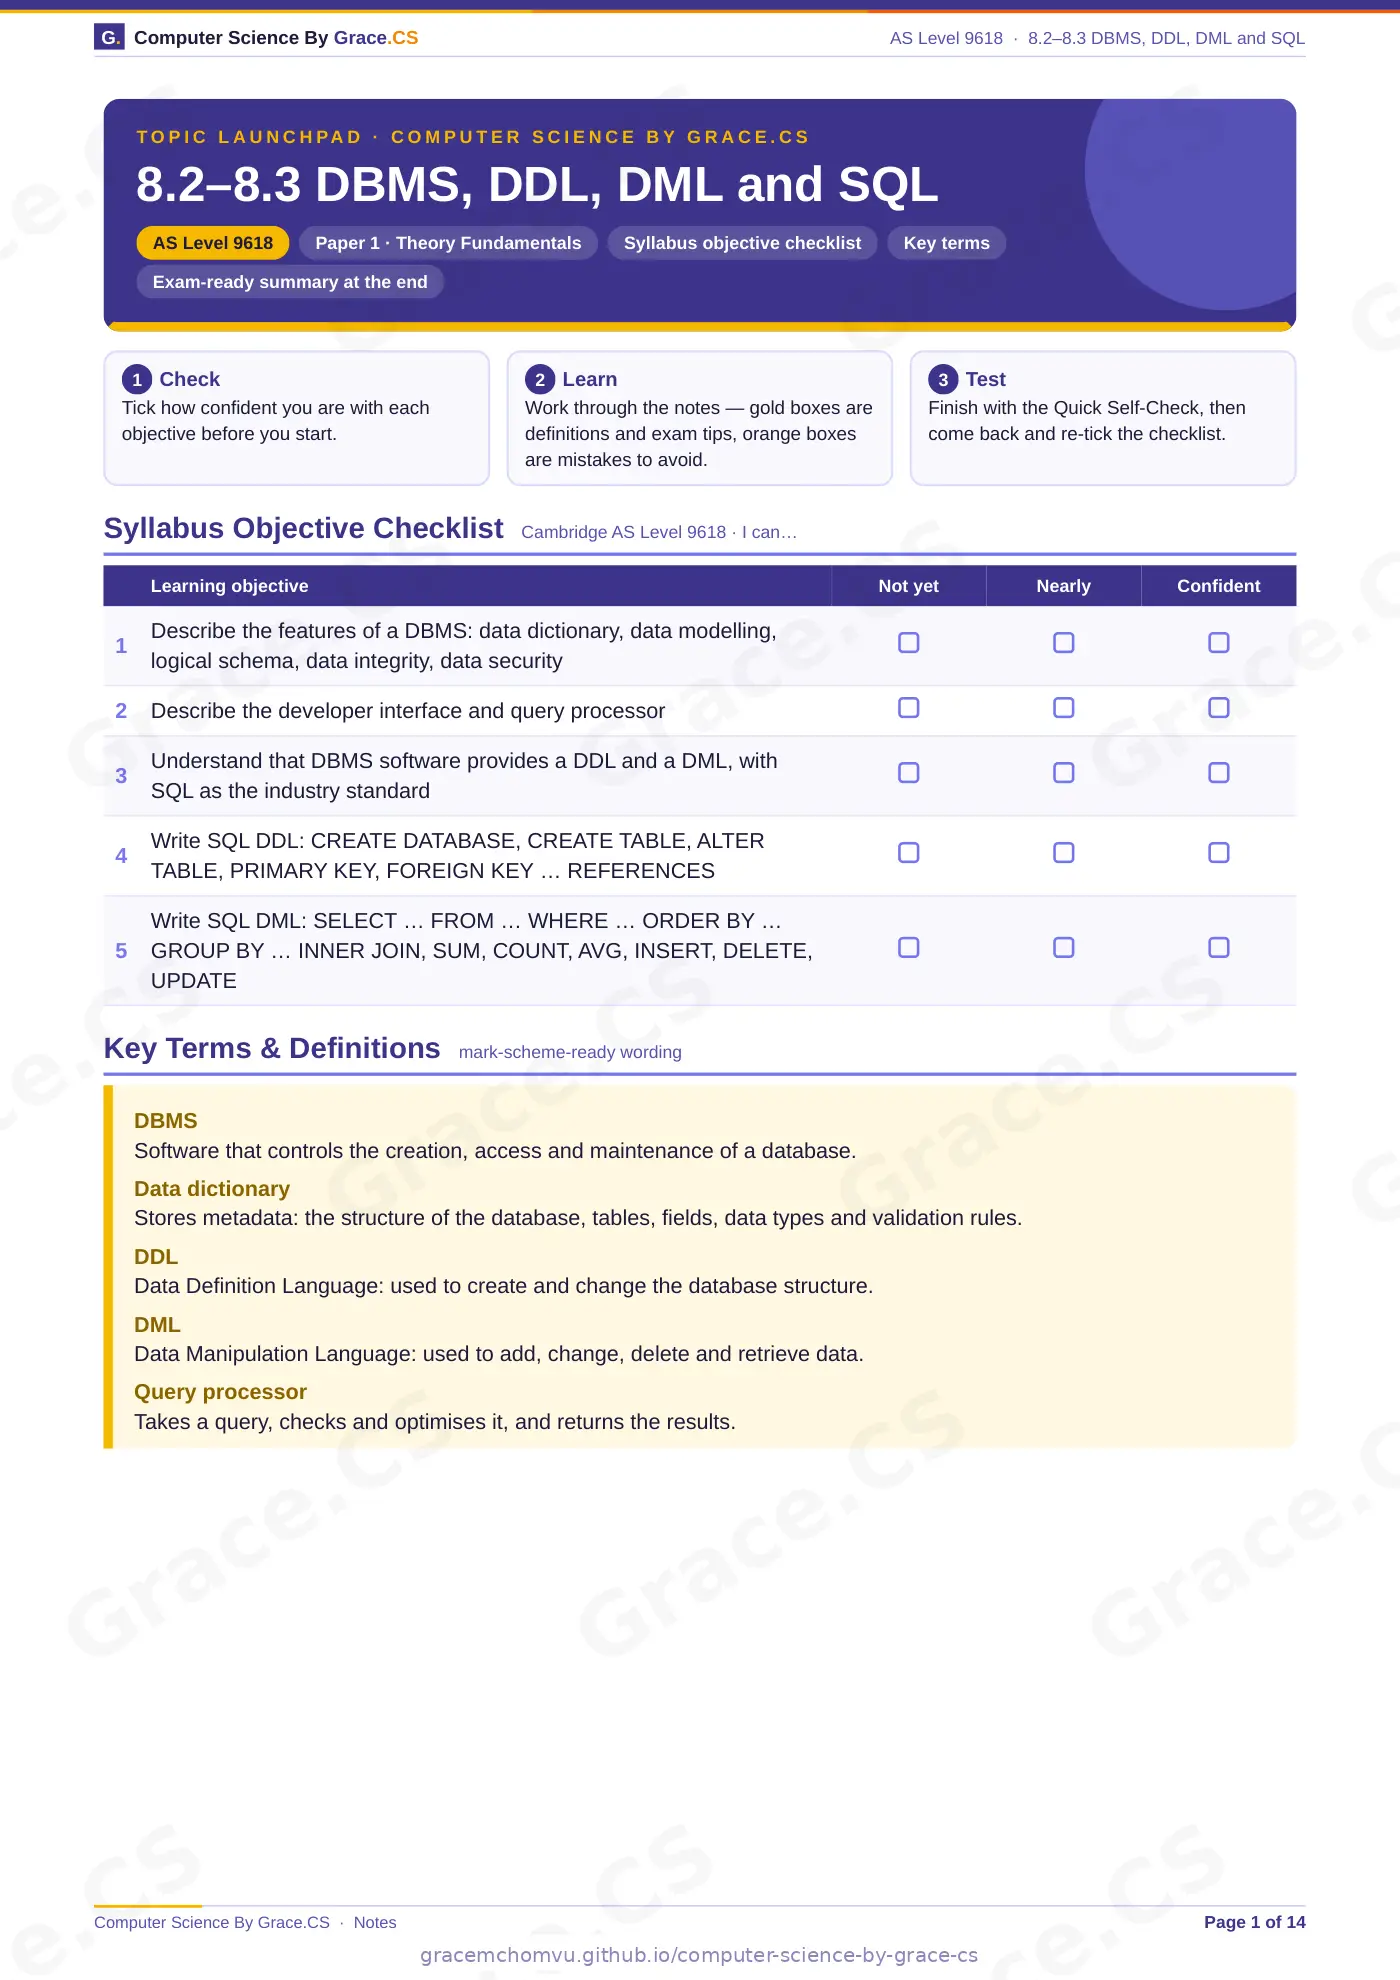 G. Computer Science By Grace.CS
AS Level 9618 · 8.2–8.3 DBMS, DDL, DML and SQL
TOPIC LAUNCHPAD · COMPUTER SCIENCE BY GRACE.CS
8.2–8.3 DBMS, DDL, DML and SQL
AS Level 9618
Paper 1 · Theory Fundamentals
Syllabus objective checklist
Key terms
Exam-ready summary at the end
1 Check
Tick how confident you are with each
objective before you start.
2 Learn
Work through the notes — gold boxes are
definitions and exam tips, orange boxes
are mistakes to avoid.
3 Test
Finish with the Quick Self-Check, then
come back and re-tick the checklist.
Syllabus Objective Checklist Cambridge AS Level 9618 · I can…
Learning objective Not yet Nearly Confident
1 Describe the features of a DBMS: data dictionary, data modelling,
logical schema, data integrity, data security
2 Describe the developer interface and query processor
3 Understand that DBMS software provides a DDL and a DML, with
SQL as the industry standard
4 Write SQL DDL: CREATE DATABASE, CREATE TABLE, ALTER
TABLE, PRIMARY KEY, FOREIGN KEY … REFERENCES
5 Write SQL DML: SELECT … FROM … WHERE … ORDER BY …
GROUP BY … INNER JOIN, SUM, COUNT, AVG, INSERT, DELETE,
UPDATE
Key Terms & Definitions mark-scheme-ready wording
DBMS
Software that controls the creation, access and maintenance of a database.
Data dictionary
Stores metadata: the structure of the database, tables, fields, data types and validation rules.
DDL
Data Definition Language: used to create and change the database structure.
DML
Data Manipulation Language: used to add, change, delete and retrieve data.
Query processor
Takes a query, checks and optimises it, and returns the results.
Computer Science By Grace.CS · Notes
Page 1 of 14
gracemchomvu.github.io/computer-science-by-grace-cs